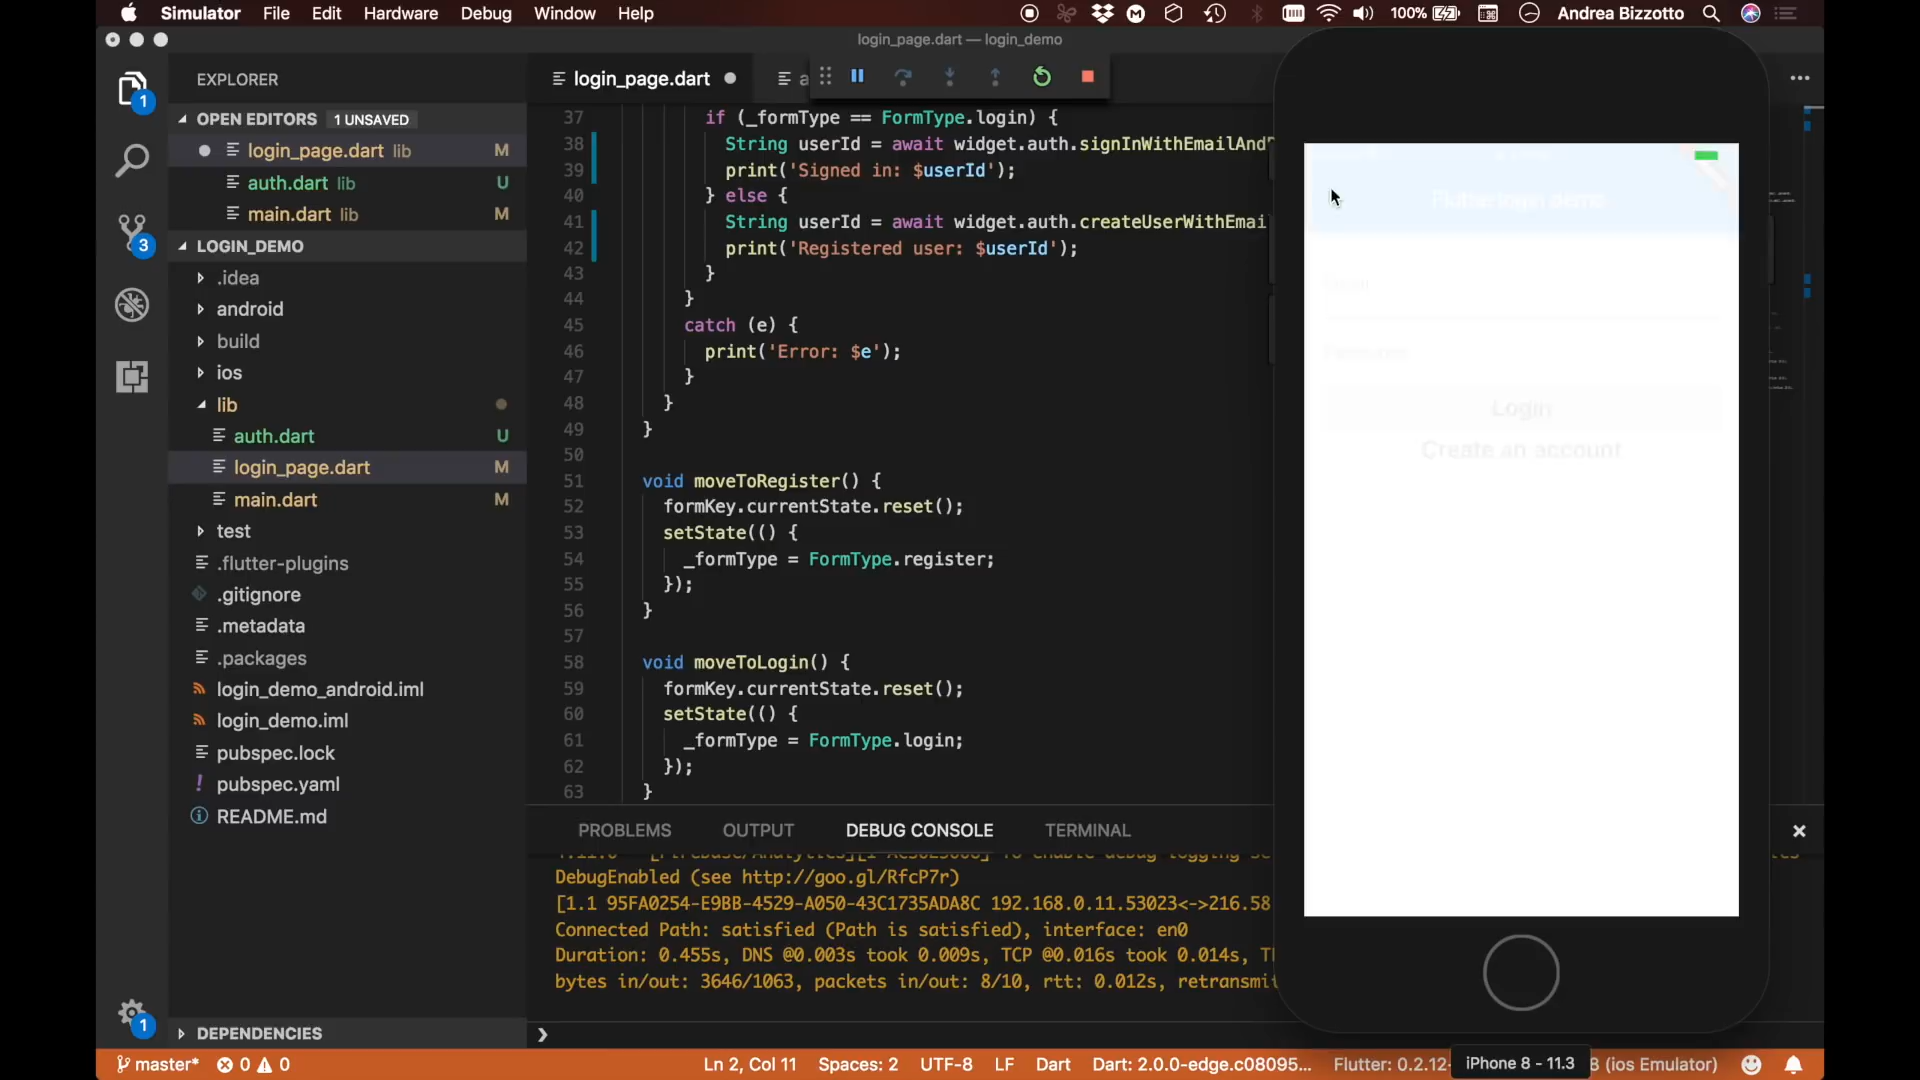 Simulator File Edit Hardware Debug Window Help
100% Andrea Bizzotto
login_page.dart — login_demo
EXPLORER
OPEN EDITORS 1 UNSAVED
login_page.dart lib M
auth.dart lib U
main.dart lib M
LOGIN_DEMO
.idea
android
build
ios
lib
auth.dart U
login_page.dart M
main.dart M
test
.flutter-plugins
.gitignore
.metadata
.packages
login_demo_android.iml
login_demo.iml
pubspec.lock
pubspec.yaml
README.md
DEPENDENCIES
1
3
1
login_page.dart
37 if (_formType == FormType.login) {
38 String userId = await widget.auth.signInWithEmailAnd
39 print('Signed in: $userId');
40 } else {
41 String userId = await widget.auth.createUserWithEmai
42 print('Registered user: $userId');
43 }
44 }
45 catch (e) {
46 print('Error: $e');
47 }
48 }
49 }
50
51 void moveToRegister() {
52 formKey.currentState.reset();
53 setState(() {
54 _formType = FormType.register;
55 });
56 }
57
58 void moveToLogin() {
59 formKey.currentState.reset();
60 setState(() {
61 _formType = FormType.login;
62 });
63 }
PROBLEMS OUTPUT DEBUG CONSOLE TERMINAL
DebugEnabled (see http://goo.gl/RfcP7r)
[1.1 95FA0254-E9BB-4529-A050-43C1735ADA8C 192.168.0.11.53023<->216.58
Connected Path: satisfied (Path is satisfied), interface: en0
Duration: 0.455s, DNS @0.003s took 0.009s, TCP @0.016s took 0.014s,
bytes in/out: 3646/1063, packets in/out: 8/10, rtt: 0.012s, retransmi
Flutter login demo
Login
Create an account
master* 0 0 Ln 2, Col 11 Spaces: 2 UTF-8 LF Dart Dart: 2.0.0-edge.c08095... Flutter: 0.2.12- iPhone 8 - 11.3 8 (ios Emulator)